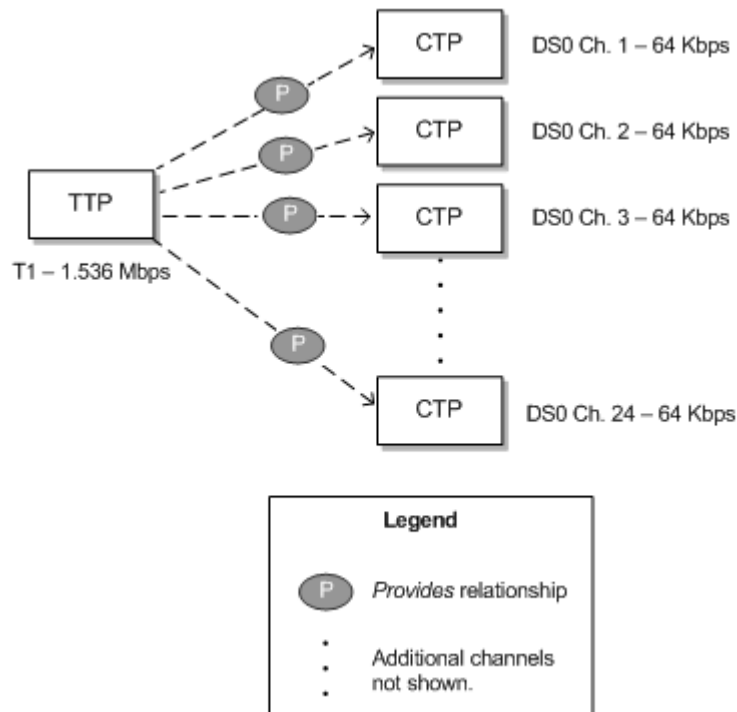 CTP DS0 Ch. 1 – 64 Kbps
P
CTP DS0 Ch. 2 – 64 Kbps
P
TTP
P
CTP DS0 Ch. 3 – 64 Kbps
T1 – 1.536 Mbps
P
CTP DS0 Ch. 24 – 64 Kbps
Legend
P Provides relationship
Additional channels
not shown.